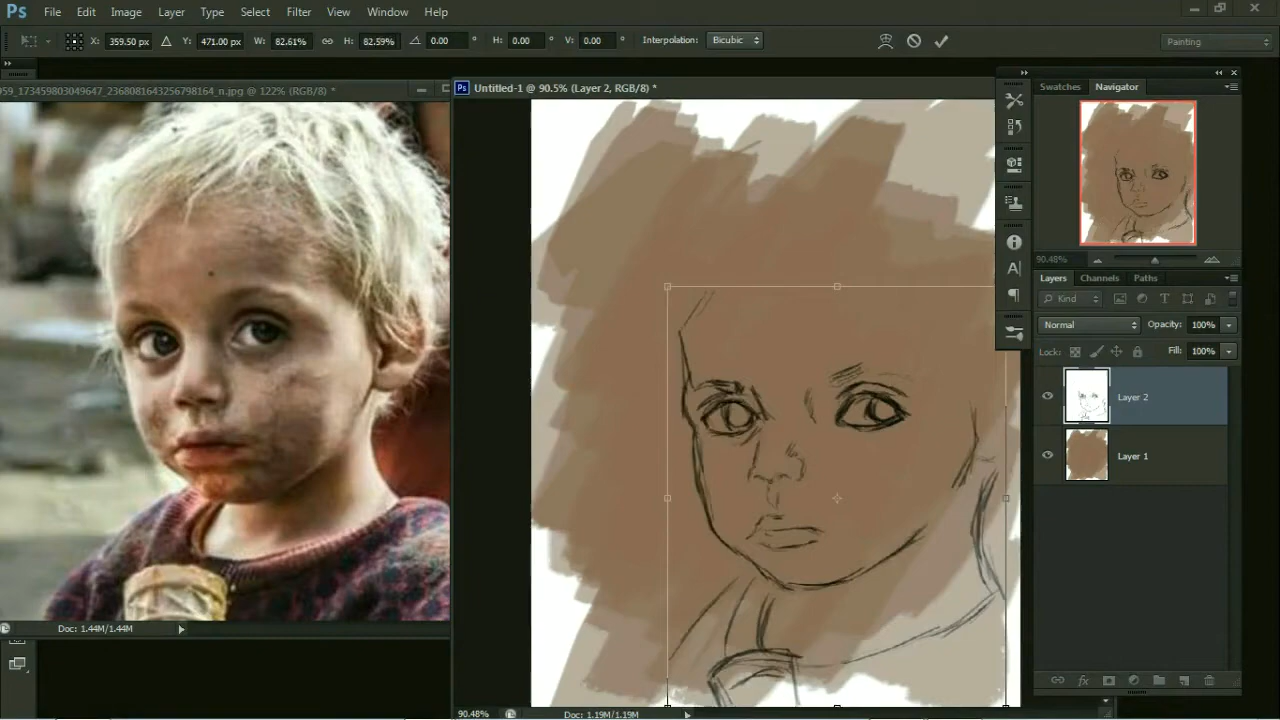 Ps File Edit Image Layer Type Select Filter View Window Help
X: 359.50 px Y: 471.00 px W: 82.61% H: 82.59% 0.00 ° H: 0.00 ° V: 0.00 ° Interpolation: Bicubic Painting
959_173459803049647_2368081643256798164_n.jpg @ 122% (RGB/8) *
Ps Untitled-1 @ 90.5% (Layer 2, RGB/8) *
Swatches Navigator
90.48%
Layers Channels Paths
Kind T
Normal Opacity: 100%
Lock: Fill: 100%
Layer 2
Layer 1
A
fx
Doc: 1.44M/1.44M
90.48% Doc: 1.19M/1.19M